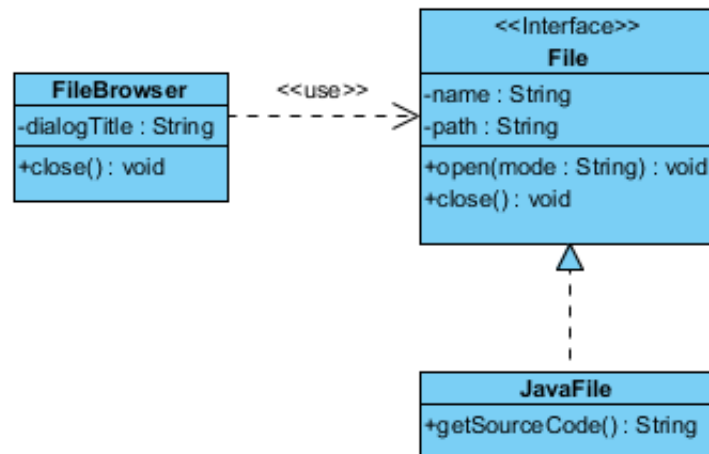 FileBrowser
-dialogTitle : String
+close() : void
<<use>>
<<Interface>>
File
-name : String
-path : String
+open(mode : String) : void
+close() : void
JavaFile
+getSourceCode() : String